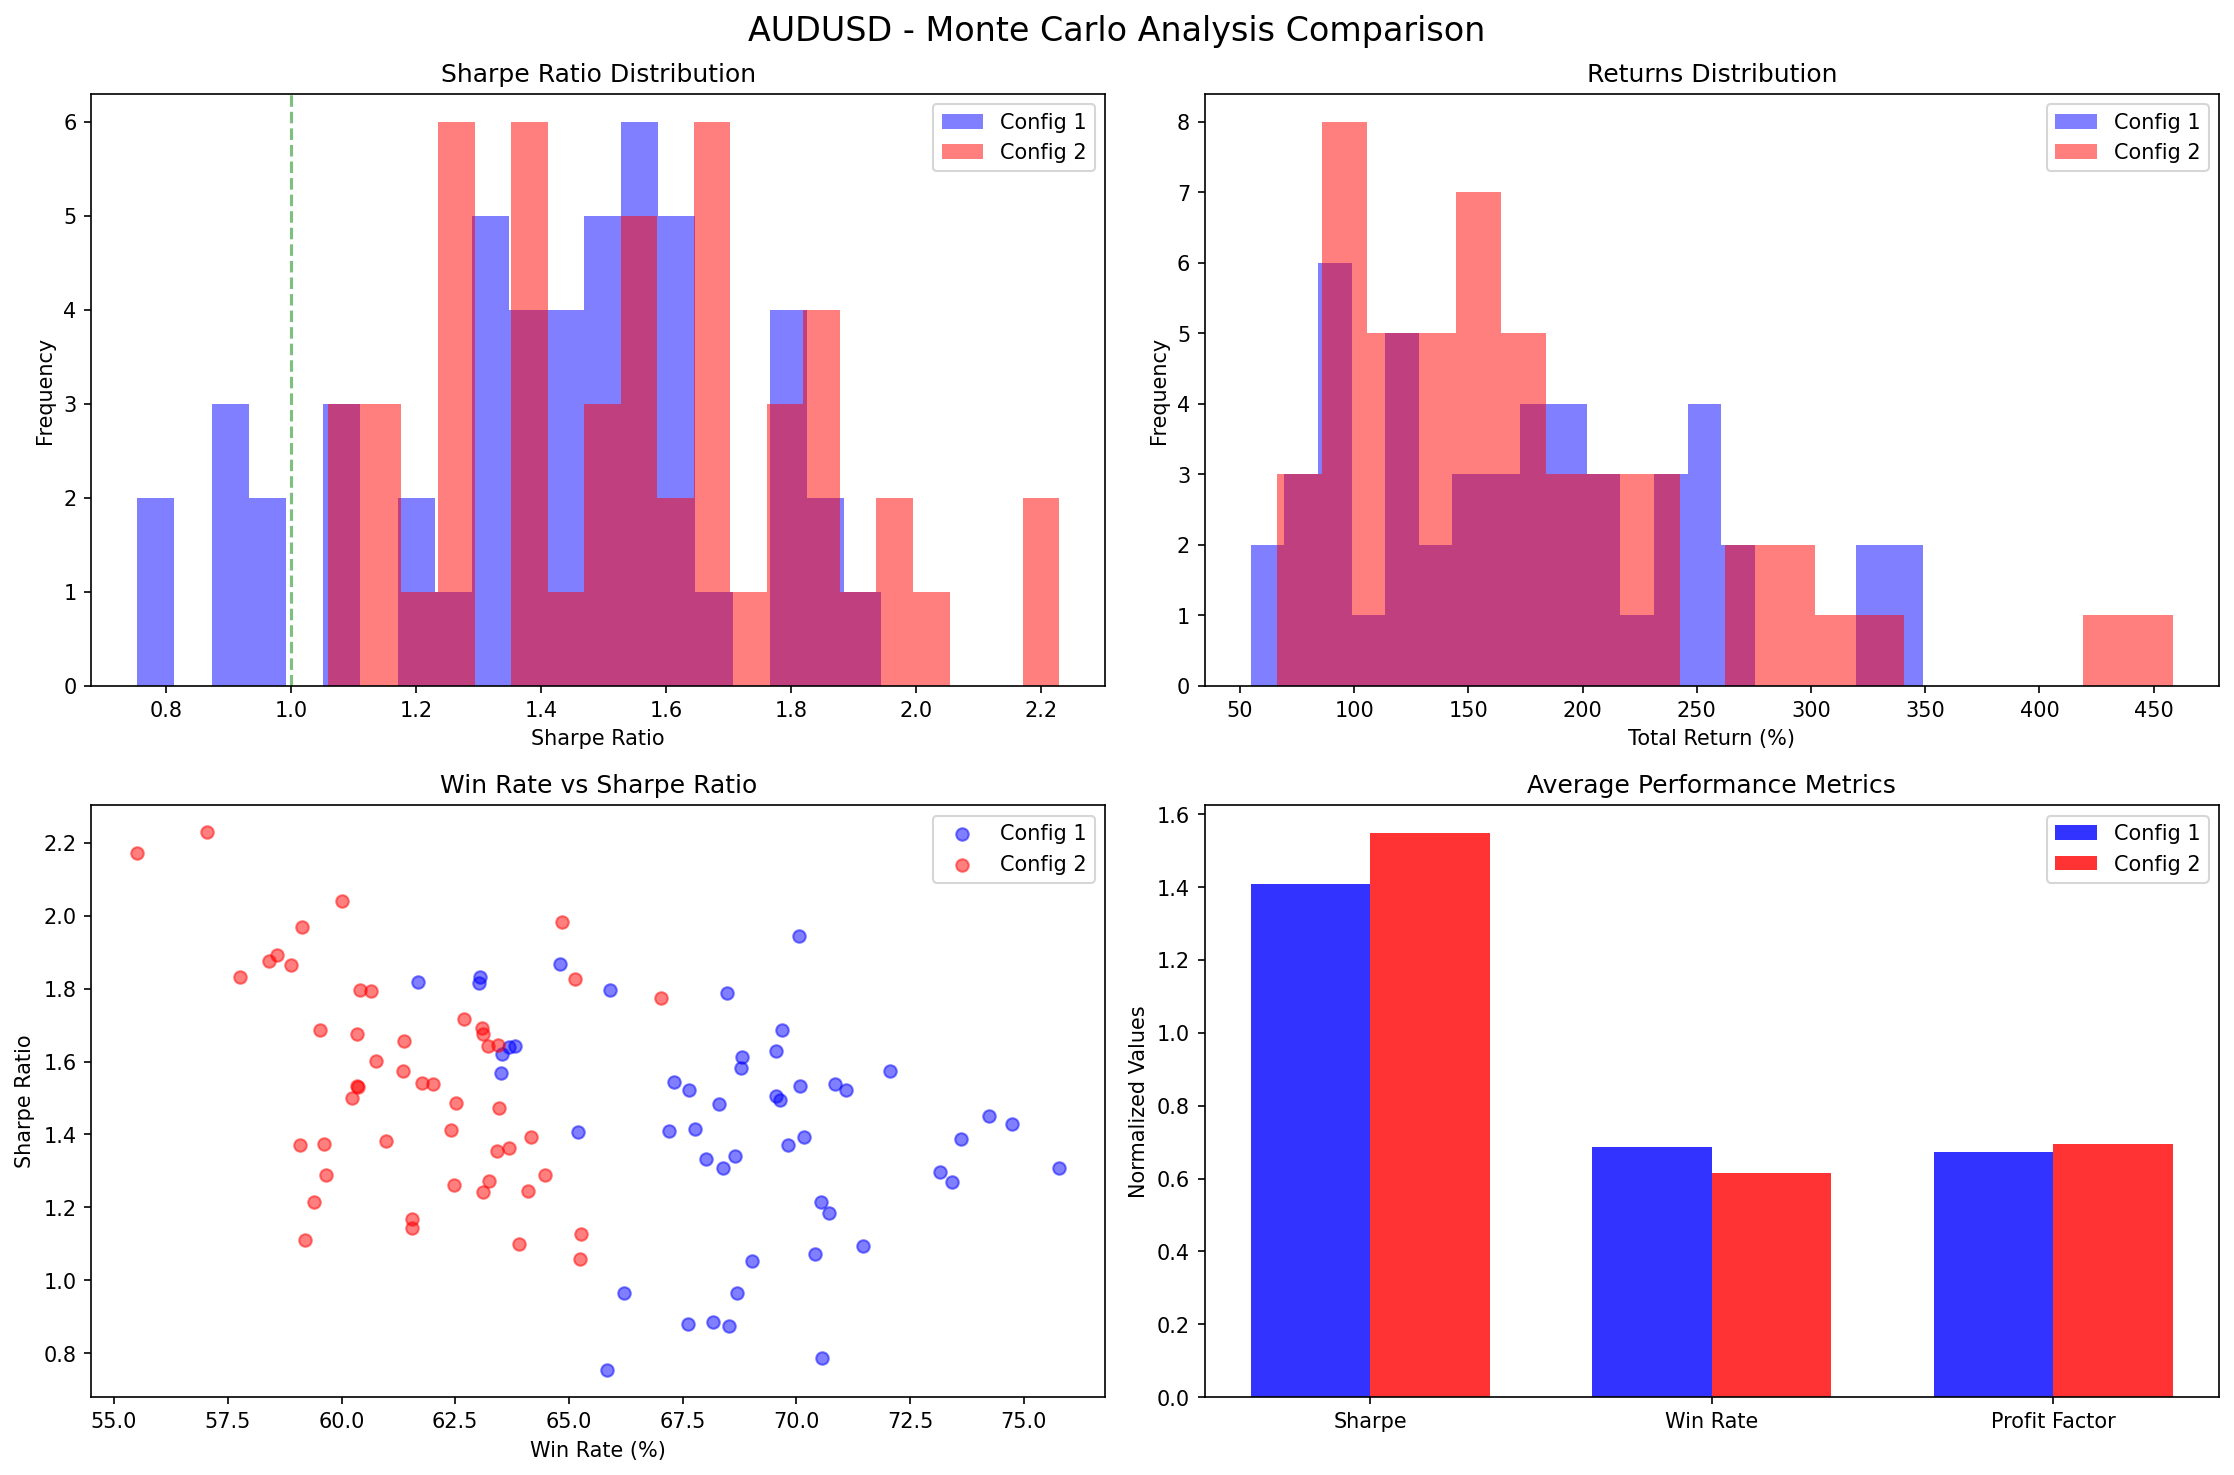 AUDUSD - Monte Carlo Analysis Comparison
Sharpe Ratio Distribution
Config 1
Config 2
6
5
4
3
2
1
0
Frequency
0.8 1.0 1.2 1.4 1.6 1.8 2.0 2.2
Sharpe Ratio
Returns Distribution
Config 1
Config 2
8
7
6
5
4
3
2
1
0
Frequency
50 100 150 200 250 300 350 400 450
Total Return (%)
Win Rate vs Sharpe Ratio
Config 1
Config 2
2.2
2.0
1.8
1.6
1.4
1.2
1.0
0.8
Sharpe Ratio
55.0 57.5 60.0 62.5 65.0 67.5 70.0 72.5 75.0
Win Rate (%)
Average Performance Metrics
Config 1
Config 2
1.6
1.4
1.2
1.0
0.8
0.6
0.4
0.2
0.0
Normalized Values
Sharpe Win Rate Profit Factor